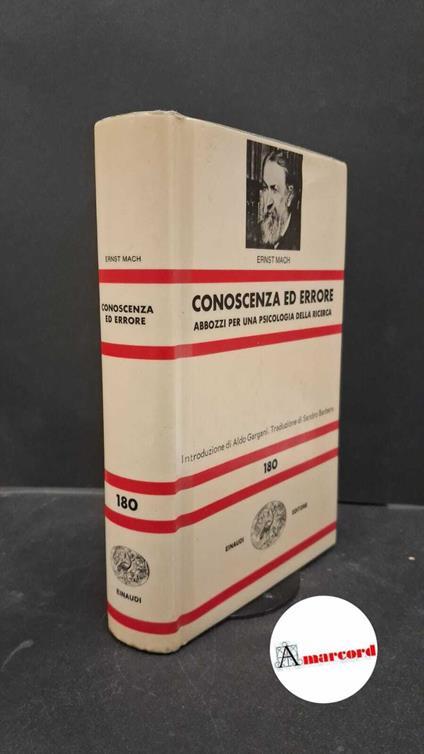 ERNST MACH
CONOSCENZA
ED ERRORE
180
EINAUDI
ERNST MACH
CONOSCENZA ED ERRORE
ABBOZZI PER UNA PSICOLOGIA DELLA RICERCA
Introduzione di Aldo Gargani. Traduzione di Sandro Barbera
180
EINAUDI EDITORE
Amarcord